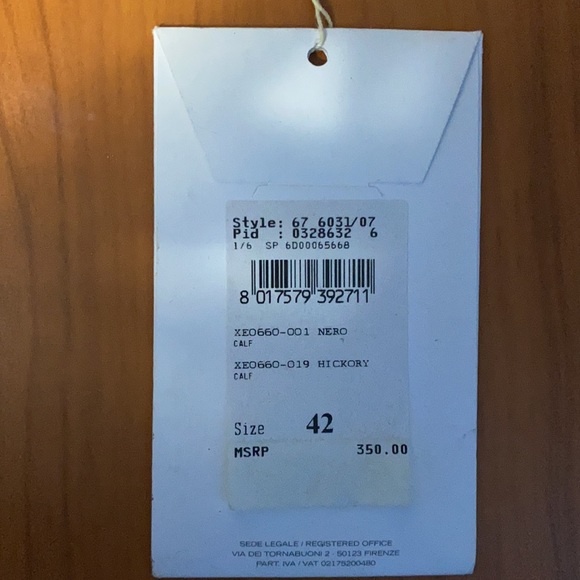 Style: 67 6031/07
Pid : 0328632 6
1/6 SP 6D00065668
8 017579 392711
XE0660-001 NERO
CALF
XE0660-019 HICKORY
CALF
Size 42
MSRP 350.00
SEDE LEGALE / REGISTERED OFFICE
VIA DEI TORNABUONI 2 - 50123 FIRENZE
PART. IVA / VAT 02175200480